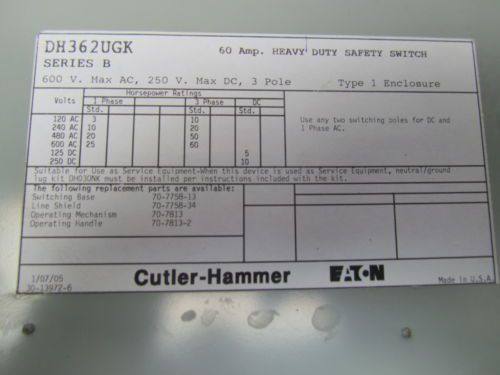 DH362UGK
60 Amp. HEAVY DUTY SAFETY SWITCH
SERIES B
600 V. Max AC, 250 V. Max DC, 3 Pole
Type 1 Enclosure
Horsepower Ratings
Volts 1 Phase 3 Phase DC
Std. Std.
120 AC 3 10
240 AC 10 20
480 AC 20 50
600 AC 25 60
125 DC 5
250 DC 10
Use any two switching poles for DC and
1 Phase AC.
Suitable for Use as Service Equipment-When this device is used as Service Equipment, neutral/ground
lug kit DH030NK must be installed per instructions included with the kit.
The following replacement parts are available:
Switching Base 70-7758-13
Line Shield 70-7758-34
Operating Mechanism 70-7813
Operating Handle 70-7813-2
1/07/05
30-13972-6
Cutler-Hammer
EATON
Made in U.S.A.